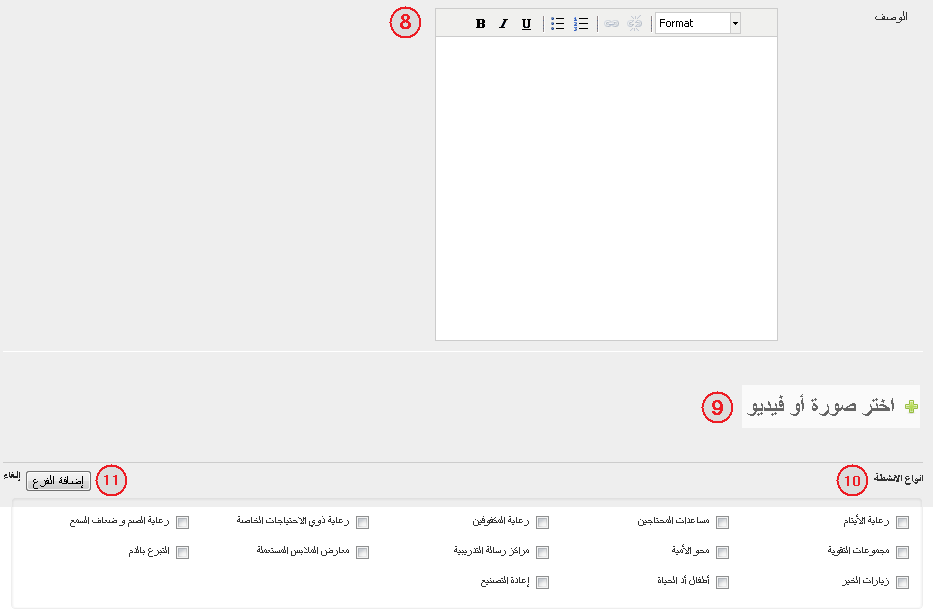 الوصف
B I U Format
8
اختر صورة أو فيديو
9
انواع الانشطة
10
11
إضافة الفرع
إلغاء
رعاية الأيتام
مساعدات المحتاجين
رعاية المكفوفين
رعاية ذوي الاحتياجات الخاصة
رعاية الصم و ضعاف السمع
مجموعات التقوية
محو الأمية
مراكز رسالة التدريبية
معارض الملابس المستعملة
التبرع بالدم
زيارات الخير
أطفال أد الحياة
إعادة التصنيع